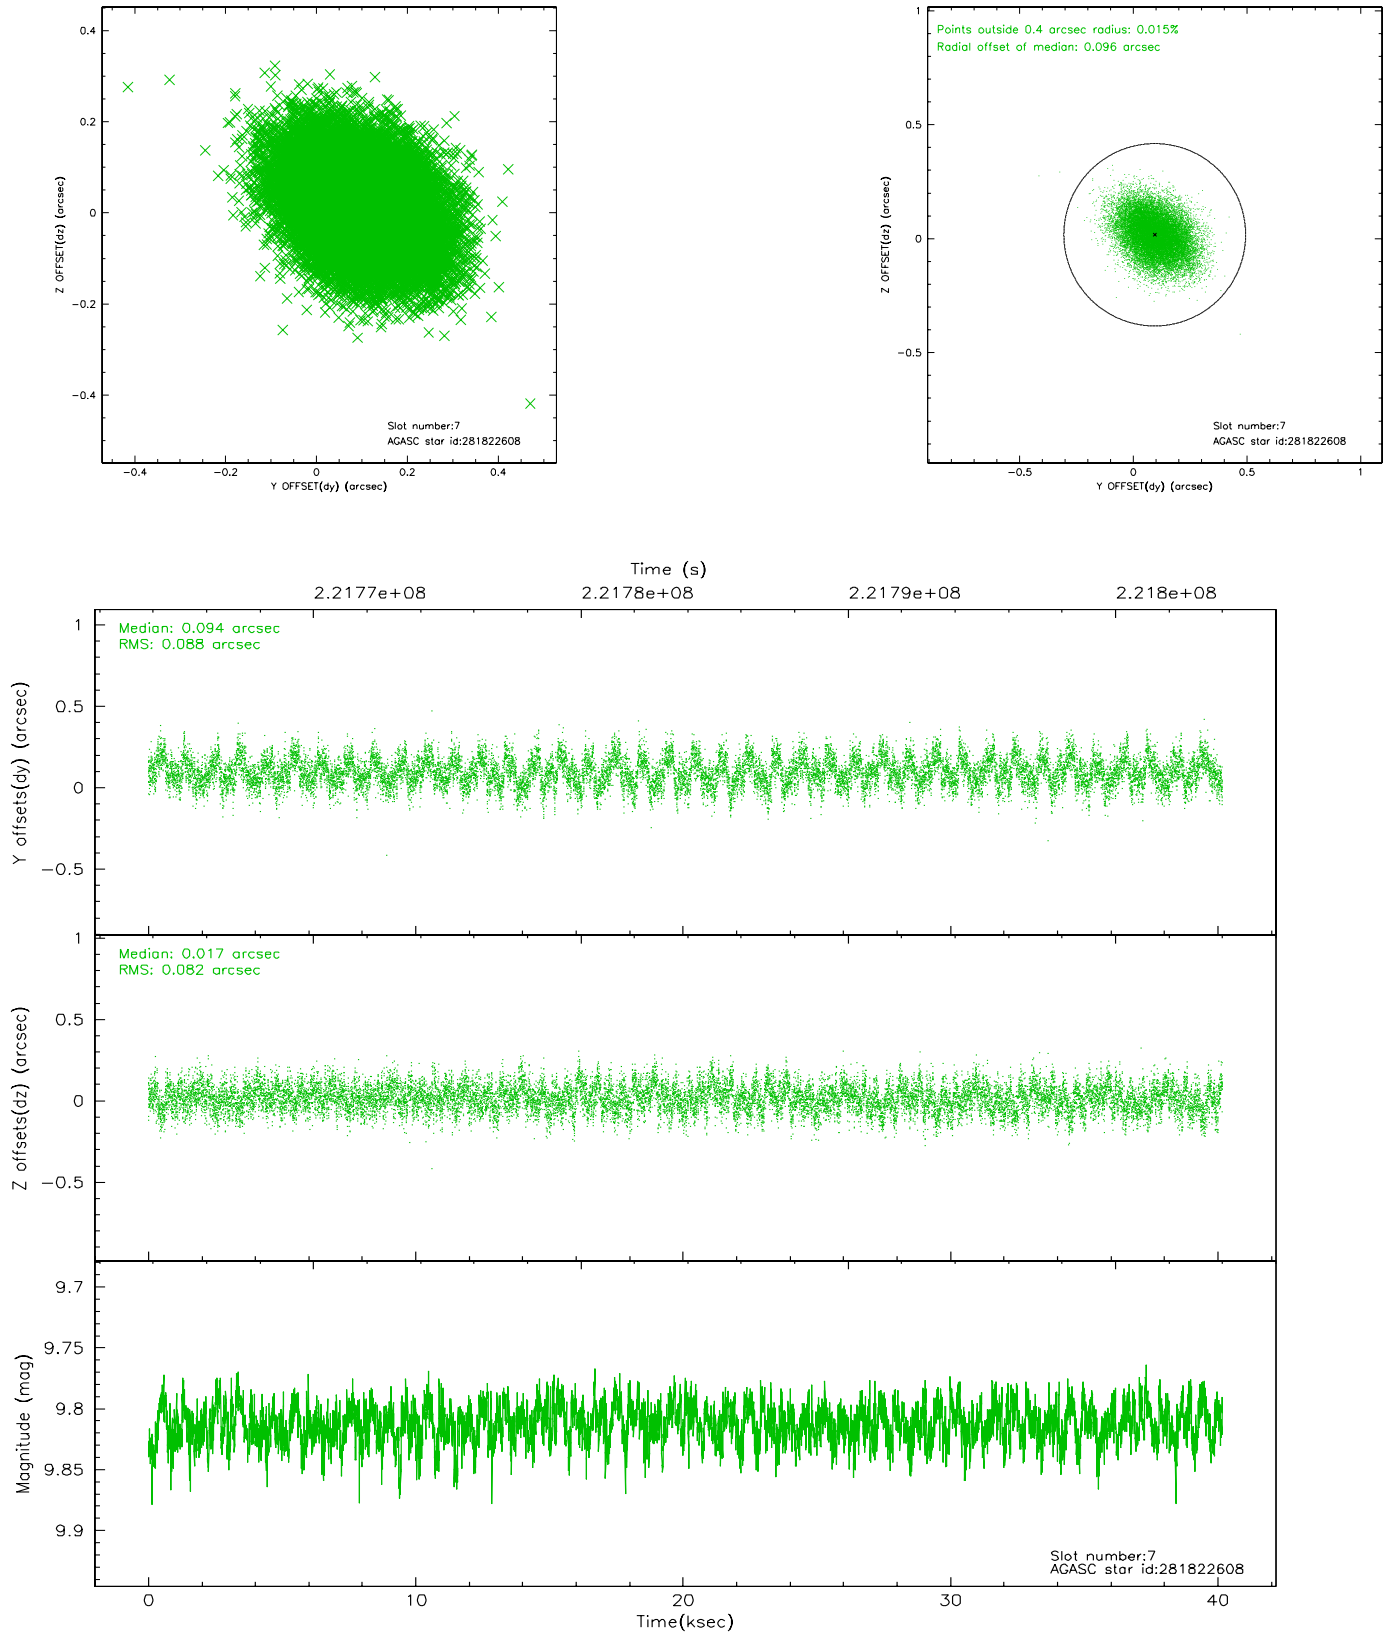 0.4
0.2
0
−0.2
−0.4
−0.4
−0.2
0
0.2
0.4
Z OFFSET(dz) (arcsec)
Y OFFSET(dy) (arcsec)
Slot number:7
AGASC star id:281822608
Points outside 0.4 arcsec radius: 0.015%
Radial offset of median: 0.096 arcsec
1
0.5
0
−0.5
−0.5
0
0.5
1
Z OFFSET(dz) (arcsec)
Y OFFSET(dy) (arcsec)
Slot number:7
AGASC star id:281822608
Time (s)
2.2177e+08
2.2178e+08
2.2179e+08
2.218e+08
Median: 0.094 arcsec
RMS: 0.088 arcsec
1
0.5
0
−0.5
Y offsets(dy) (arcsec)
Median: 0.017 arcsec
RMS: 0.082 arcsec
1
0.5
0
−0.5
Z offsets(dz) (arcsec)
9.7
9.75
9.8
9.85
9.9
Magnitude (mag)
Slot number:7
AGASC star id:281822608
0
10
20
30
40
Time(ksec)